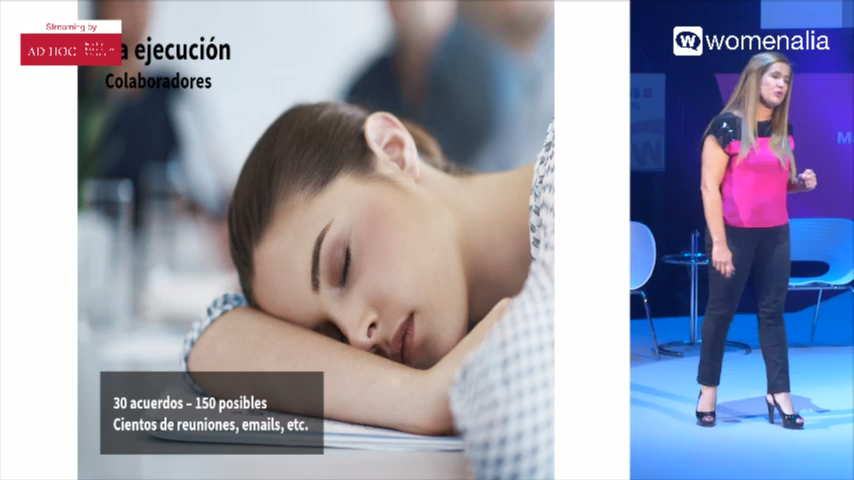 Streaming by
AD HOC
a ejecución
Colaboradores
womenalia
30 acuerdos – 150 posibles
Cientos de reuniones, emails, etc.